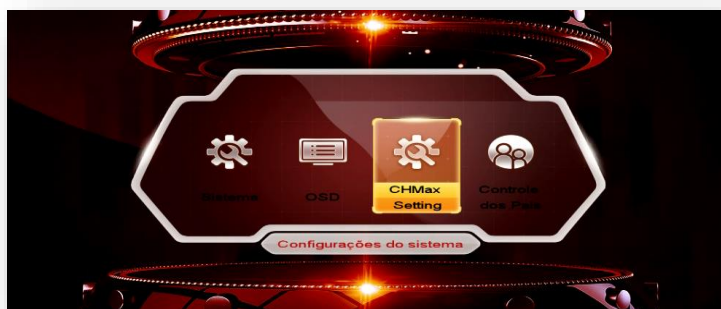 Sistema
OSD
CHMax
Setting
Controle
dos Pais
Configurações do sistema